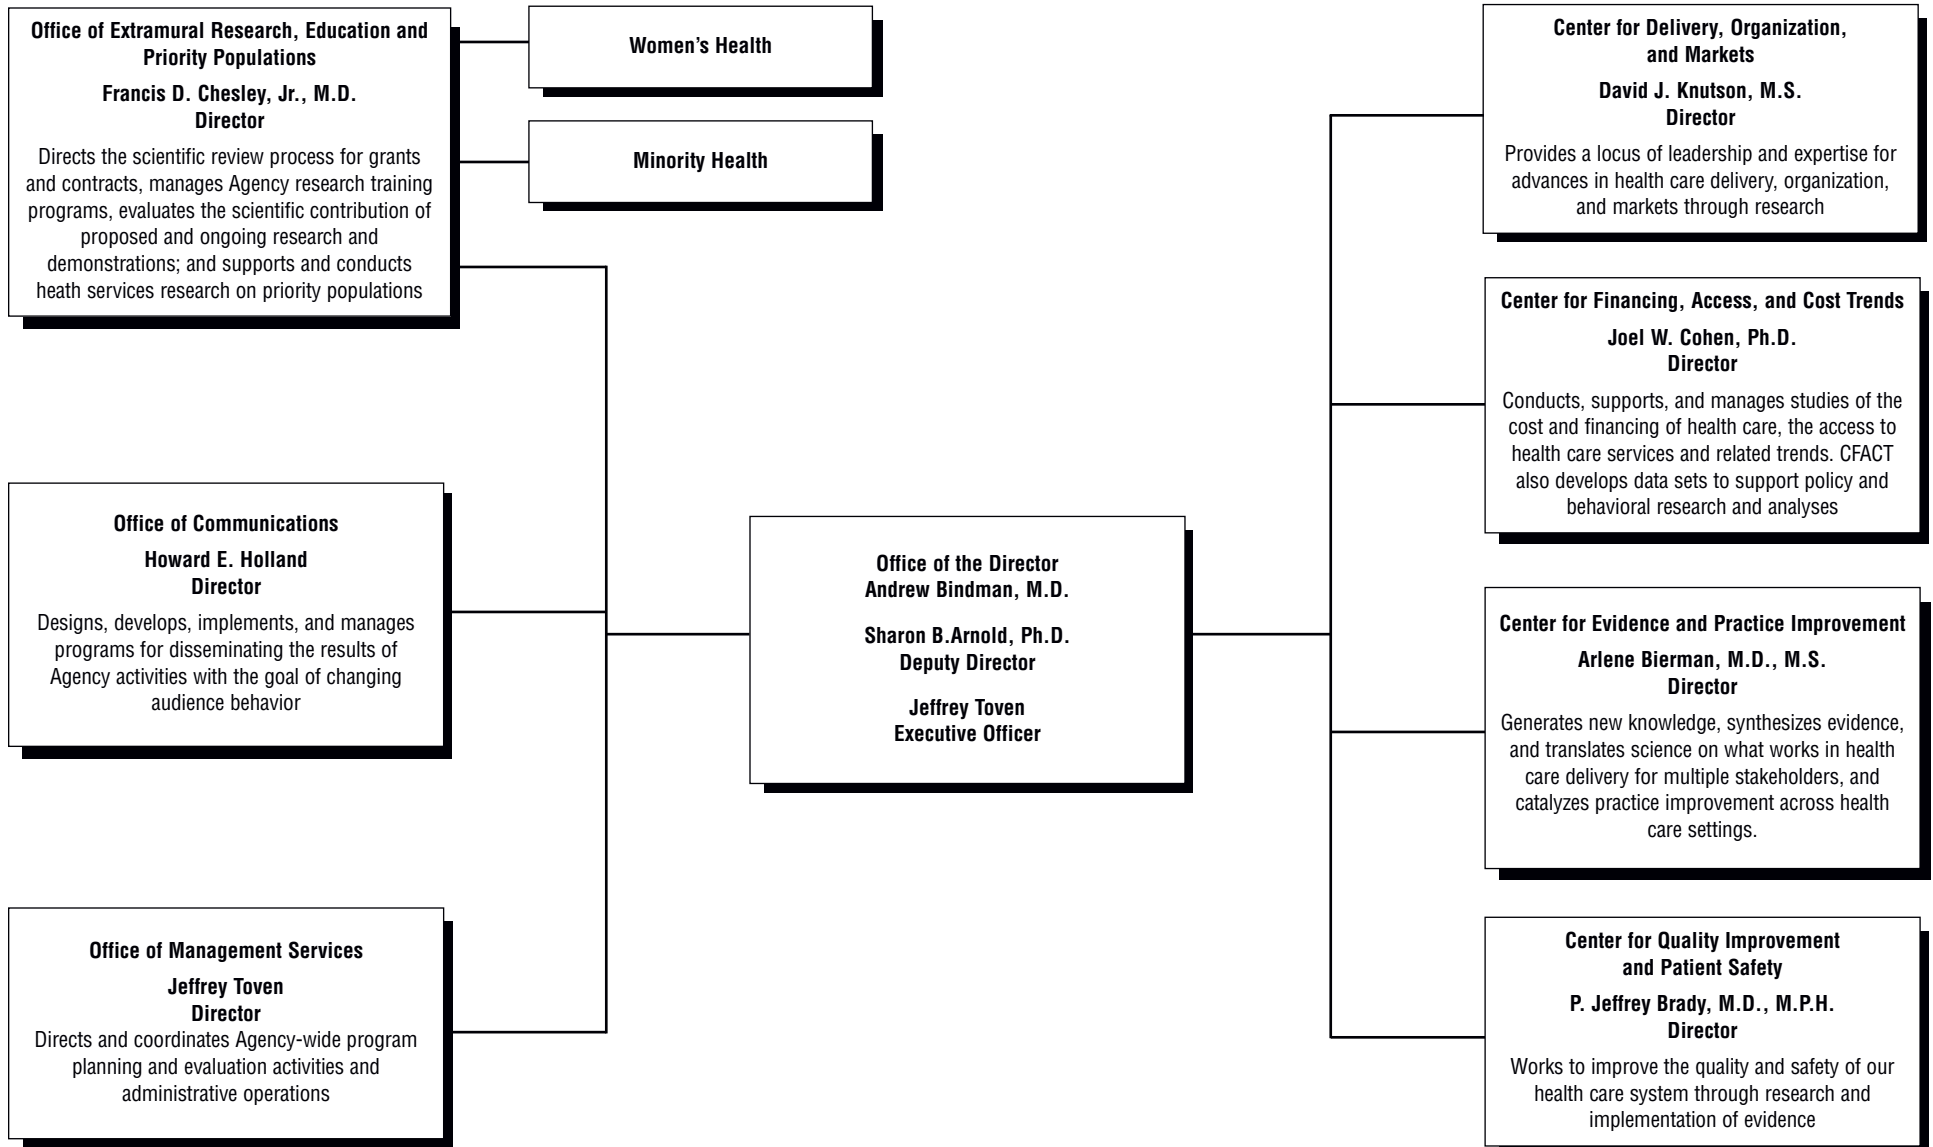 Office of Extramural Research, Education and
Priority Populations
Francis D. Chesley, Jr., M.D.
Director
Directs the scientific review process for grants
and contracts, manages Agency research training
programs, evaluates the scientific contribution of
proposed and ongoing research and
demonstrations; and supports and conducts
heath services research on priority populations
Women's Health
Minority Health
Office of Communications
Howard E. Holland
Director
Designs, develops, implements, and manages
programs for disseminating the results of
Agency activities with the goal of changing
audience behavior
Office of Management Services
Jeffrey Toven
Director
Directs and coordinates Agency-wide program
planning and evaluation activities and
administrative operations
Office of the Director
Andrew Bindman, M.D.
Sharon B.Arnold, Ph.D.
Deputy Director
Jeffrey Toven
Executive Officer
Center for Delivery, Organization,
and Markets
David J. Knutson, M.S.
Director
Provides a locus of leadership and expertise for
advances in health care delivery, organization,
and markets through research
Center for Financing, Access, and Cost Trends
Joel W. Cohen, Ph.D.
Director
Conducts, supports, and manages studies of the
cost and financing of health care, the access to
health care services and related trends. CFACT
also develops data sets to support policy and
behavioral research and analyses
Center for Evidence and Practice Improvement
Arlene Bierman, M.D., M.S.
Director
Generates new knowledge, synthesizes evidence,
and translates science on what works in health
care delivery for multiple stakeholders, and
catalyzes practice improvement across health
care settings.
Center for Quality Improvement
and Patient Safety
P. Jeffrey Brady, M.D., M.P.H.
Director
Works to improve the quality and safety of our
health care system through research and
implementation of evidence